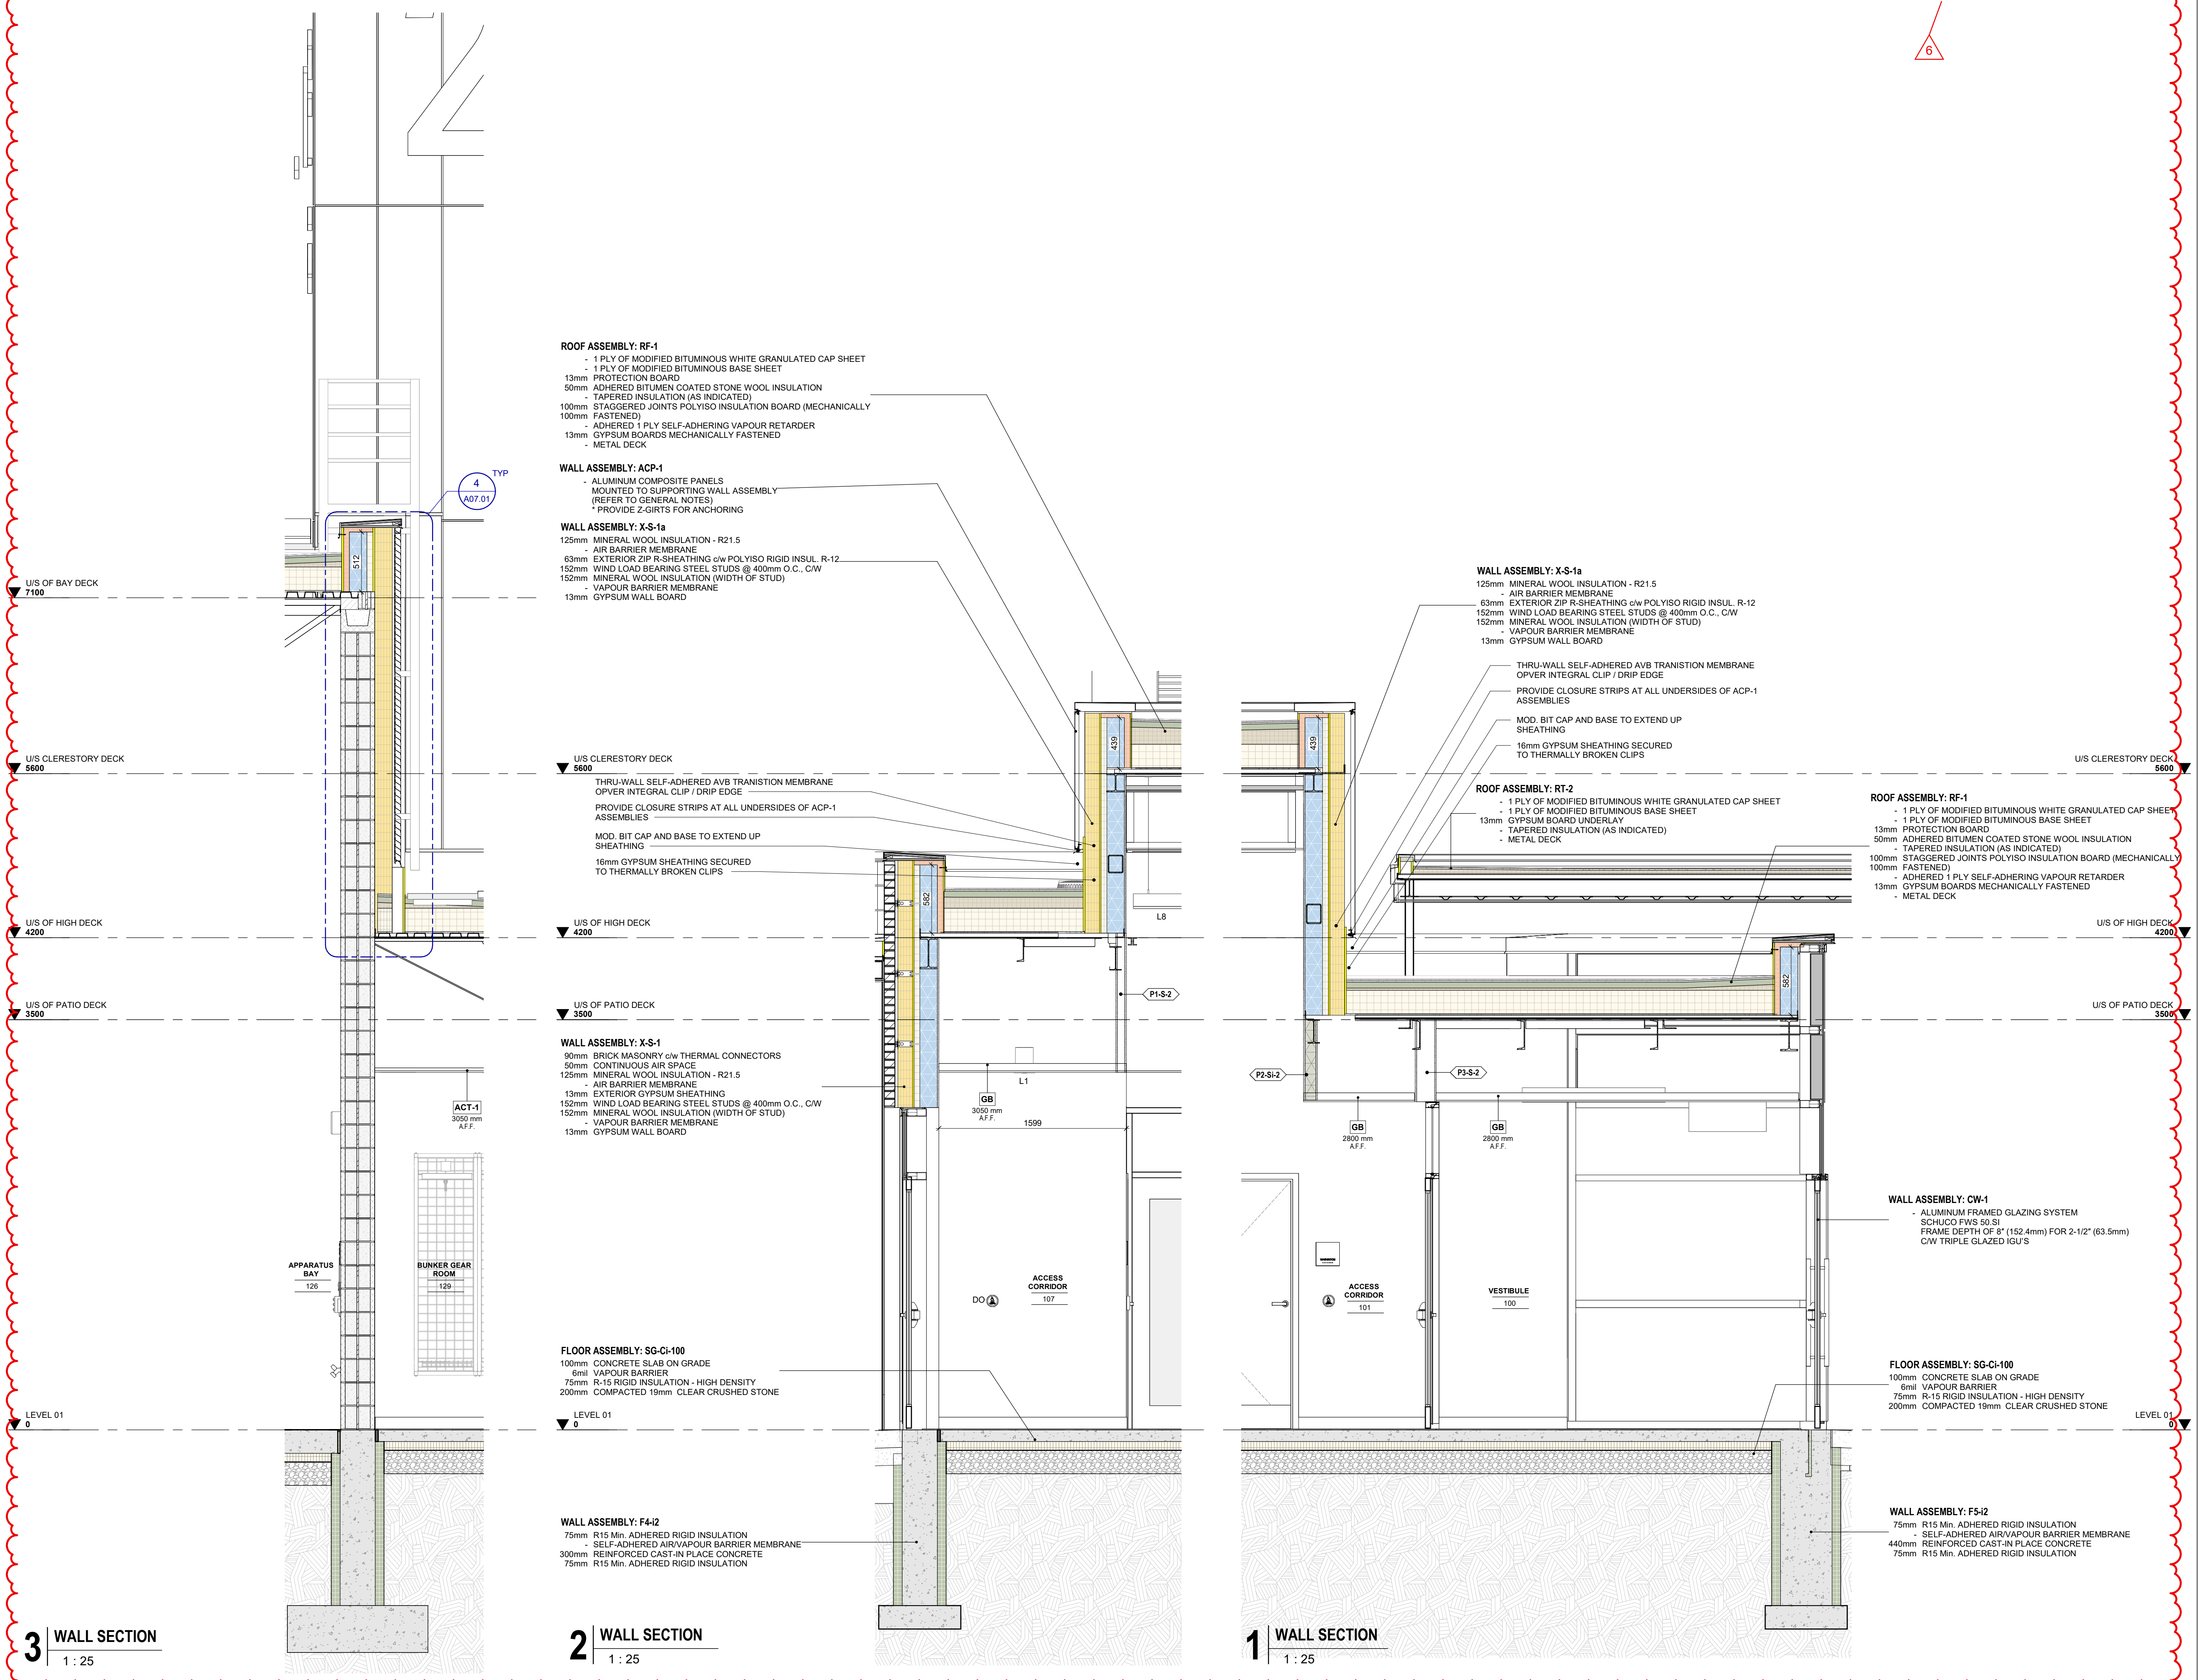 6
TYP
4
A07.01
512
U/S OF BAY DECK
7100
U/S CLERESTORY DECK
5600
U/S OF HIGH DECK
4200
U/S OF PATIO DECK
3500
ACT-1
3050 mm
A.F.F.
APPARATUS
BAY
126
BUNKER GEAR
ROOM
129
LEVEL 01
0
3
WALL SECTION
1 : 25
ROOF ASSEMBLY: RF-1
- 1 PLY OF MODIFIED BITUMINOUS WHITE GRANULATED CAP SHEET
- 1 PLY OF MODIFIED BITUMINOUS BASE SHEET
13mm PROTECTION BOARD
50mm ADHERED BITUMEN COATED STONE WOOL INSULATION
- TAPERED INSULATION (AS INDICATED)
100mm STAGGERED JOINTS POLYISO INSULATION BOARD (MECHANICALLY
100mm FASTENED)
- ADHERED 1 PLY SELF-ADHERING VAPOUR RETARDER
13mm GYPSUM BOARDS MECHANICALLY FASTENED
- METAL DECK
WALL ASSEMBLY: ACP-1
- ALUMINUM COMPOSITE PANELS
MOUNTED TO SUPPORTING WALL ASSEMBLY
(REFER TO GENERAL NOTES)
* PROVIDE Z-GIRTS FOR ANCHORING
WALL ASSEMBLY: X-S-1a
125mm MINERAL WOOL INSULATION - R21.5
- AIR BARRIER MEMBRANE
63mm EXTERIOR ZIP R-SHEATHING c/w POLYISO RIGID INSUL. R-12
152mm WIND LOAD BEARING STEEL STUDS @ 400mm O.C., C/W
152mm MINERAL WOOL INSULATION (WIDTH OF STUD)
- VAPOUR BARRIER MEMBRANE
13mm GYPSUM WALL BOARD
U/S CLERESTORY DECK
5600
THRU-WALL SELF-ADHERED AVB TRANISTION MEMBRANE
OPVER INTEGRAL CLIP / DRIP EDGE
PROVIDE CLOSURE STRIPS AT ALL UNDERSIDES OF ACP-1
ASSEMBLIES
MOD. BIT CAP AND BASE TO EXTEND UP
SHEATHING
16mm GYPSUM SHEATHING SECURED
TO THERMALLY BROKEN CLIPS
439
582
L8
U/S OF HIGH DECK
4200
P1-S-2
U/S OF PATIO DECK
3500
WALL ASSEMBLY: X-S-1
90mm BRICK MASONRY c/w THERMAL CONNECTORS
50mm CONTINUOUS AIR SPACE
125mm MINERAL WOOL INSULATION - R21.5
- AIR BARRIER MEMBRANE
13mm EXTERIOR GYPSUM SHEATHING
152mm WIND LOAD BEARING STEEL STUDS @ 400mm O.C., C/W
152mm MINERAL WOOL INSULATION (WIDTH OF STUD)
- VAPOUR BARRIER MEMBRANE
13mm GYPSUM WALL BOARD
L1
GB
3050 mm
A.F.F.
1599
DO
ACCESS
CORRIDOR
107
FLOOR ASSEMBLY: SG-Ci-100
100mm CONCRETE SLAB ON GRADE
6mil VAPOUR BARRIER
75mm R-15 RIGID INSULATION - HIGH DENSITY
200mm COMPACTED 19mm CLEAR CRUSHED STONE
LEVEL 01
0
WALL ASSEMBLY: F4-i2
75mm R15 Min. ADHERED RIGID INSULATION
- SELF-ADHERED AIR/VAPOUR BARRIER MEMBRANE
300mm REINFORCED CAST-IN PLACE CONCRETE
75mm R15 Min. ADHERED RIGID INSULATION
2
WALL SECTION
1 : 25
WALL ASSEMBLY: X-S-1a
125mm MINERAL WOOL INSULATION - R21.5
- AIR BARRIER MEMBRANE
63mm EXTERIOR ZIP R-SHEATHING c/w POLYISO RIGID INSUL. R-12
152mm WIND LOAD BEARING STEEL STUDS @ 400mm O.C., C/W
152mm MINERAL WOOL INSULATION (WIDTH OF STUD)
- VAPOUR BARRIER MEMBRANE
13mm GYPSUM WALL BOARD
THRU-WALL SELF-ADHERED AVB TRANISTION MEMBRANE
OPVER INTEGRAL CLIP / DRIP EDGE
PROVIDE CLOSURE STRIPS AT ALL UNDERSIDES OF ACP-1
ASSEMBLIES
MOD. BIT CAP AND BASE TO EXTEND UP
SHEATHING
16mm GYPSUM SHEATHING SECURED
TO THERMALLY BROKEN CLIPS
439
ROOF ASSEMBLY: RT-2
- 1 PLY OF MODIFIED BITUMINOUS WHITE GRANULATED CAP SHEET
- 1 PLY OF MODIFIED BITUMINOUS BASE SHEET
13mm GYPSUM BOARD UNDERLAY
- TAPERED INSULATION (AS INDICATED)
- METAL DECK
U/S CLERESTORY DECK
5600
ROOF ASSEMBLY: RF-1
- 1 PLY OF MODIFIED BITUMINOUS WHITE GRANULATED CAP SHEET
- 1 PLY OF MODIFIED BITUMINOUS BASE SHEET
13mm PROTECTION BOARD
50mm ADHERED BITUMEN COATED STONE WOOL INSULATION
- TAPERED INSULATION (AS INDICATED)
100mm STAGGERED JOINTS POLYISO INSULATION BOARD (MECHANICALLY
100mm FASTENED)
- ADHERED 1 PLY SELF-ADHERING VAPOUR RETARDER
13mm GYPSUM BOARDS MECHANICALLY FASTENED
- METAL DECK
U/S OF HIGH DECK
4200
582
U/S OF PATIO DECK
3500
P2-Si-2
P3-S-2
GB
2800 mm
A.F.F.
GB
2800 mm
A.F.F.
WALL ASSEMBLY: CW-1
- ALUMINUM FRAMED GLAZING SYSTEM
SCHUCO FWS 50.SI
FRAME DEPTH OF 8" (152.4mm) FOR 2-1/2" (63.5mm)
C/W TRIPLE GLAZED IGU'S
ACCESS
CORRIDOR
101
VESTIBULE
100
FLOOR ASSEMBLY: SG-Ci-100
100mm CONCRETE SLAB ON GRADE
6mil VAPOUR BARRIER
75mm R-15 RIGID INSULATION - HIGH DENSITY
200mm COMPACTED 19mm CLEAR CRUSHED STONE
LEVEL 01
0
WALL ASSEMBLY: F5-i2
75mm R15 Min. ADHERED RIGID INSULATION
- SELF-ADHERED AIR/VAPOUR BARRIER MEMBRANE
440mm REINFORCED CAST-IN PLACE CONCRETE
75mm R15 Min. ADHERED RIGID INSULATION
1
WALL SECTION
1 : 25